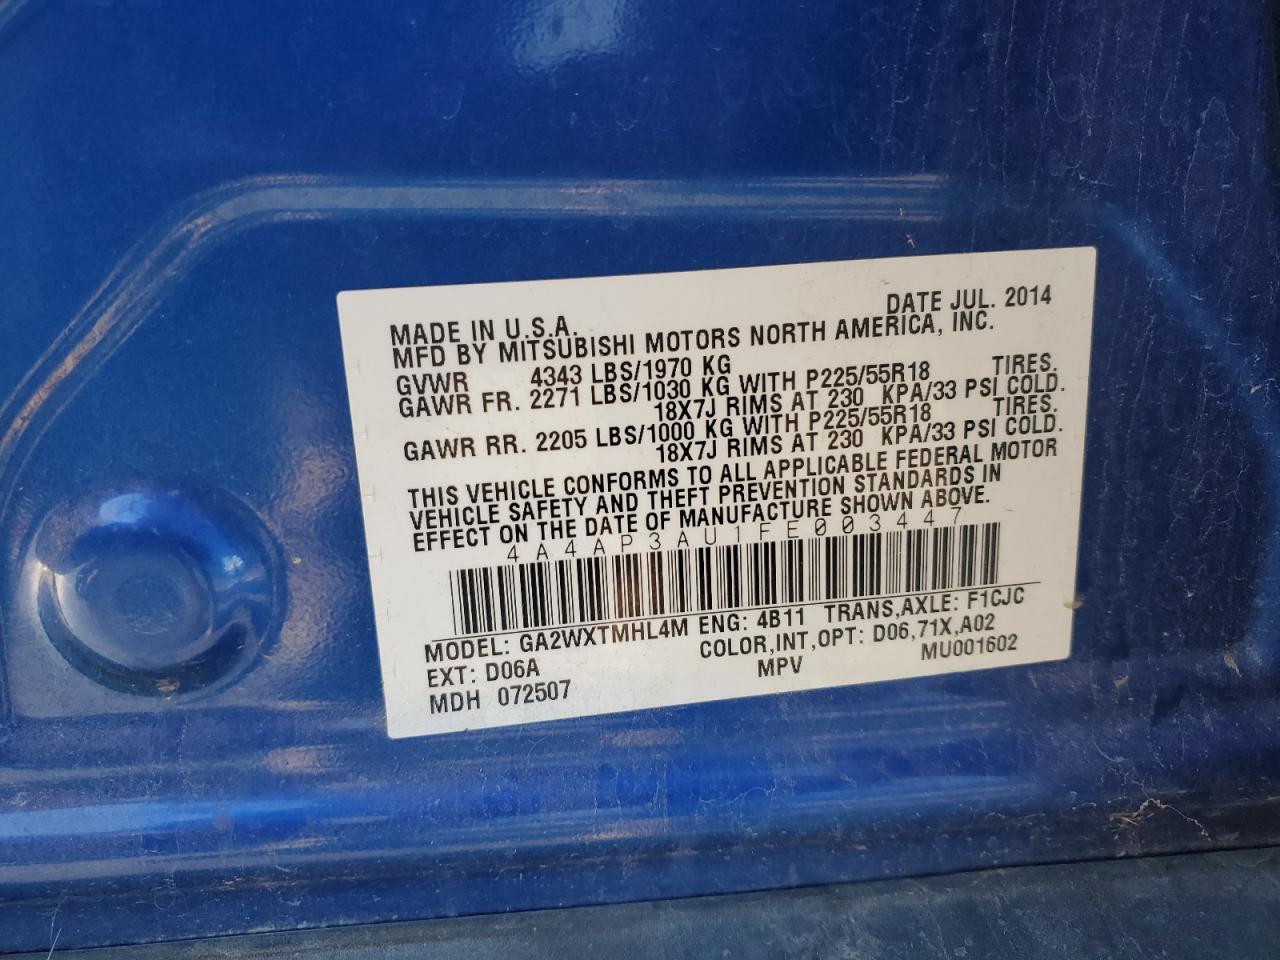 DATE JUL. 2014
MADE IN U.S.A.
MFD BY MITSUBISHI MOTORS NORTH AMERICA, INC.
GVWR 4343 LBS/1970 KG
GAWR FR. 2271 LBS/1030 KG WITH P225/55R18 TIRES.
18X7J RIMS AT 230 KPA/33 PSI COLD.
GAWR RR. 2205 LBS/1000 KG WITH P225/55R18 TIRES.
18X7J RIMS AT 230 KPA/33 PSI COLD.
THIS VEHICLE CONFORMS TO ALL APPLICABLE FEDERAL MOTOR
VEHICLE SAFETY AND THEFT PREVENTION STANDARDS IN
EFFECT ON THE DATE OF MANUFACTURE SHOWN ABOVE.
4A4AP3AU1FE003447
MODEL: GA2WXTMHL4M ENG: 4B11 TRANS,AXLE: F1CJC
EXT: D06A COLOR,INT,OPT: D06,71X,A02
MDH 072507 MPV MU001602